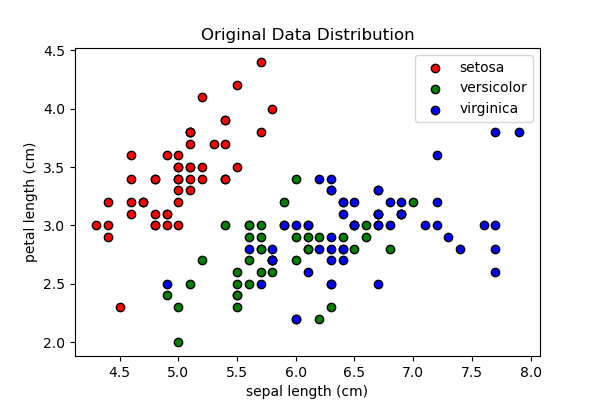 Original Data Distribution
4.5
4.0
3.5
3.0
2.5
2.0
petal length (cm)
setosa
versicolor
virginica
4.5 5.0 5.5 6.0 6.5 7.0 7.5 8.0
sepal length (cm)